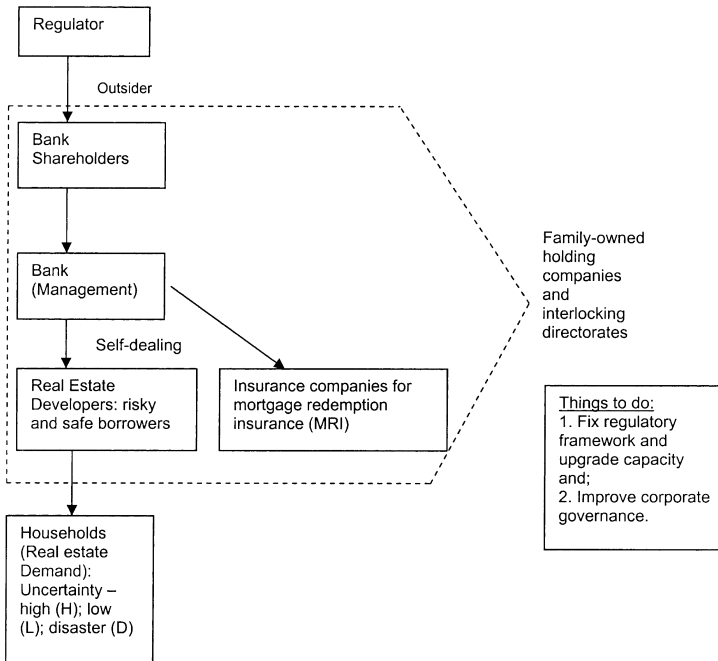 Regulator
Outsider
Bank
Shareholders
Bank
(Management)
Self-dealing
Real Estate
Developers: risky
and safe borrowers
Insurance companies for
mortgage redemption
insurance (MRI)
Family-owned
holding
companies
and
interlocking
directorates
Things to do:
1. Fix regulatory
framework and
upgrade capacity
and;
2. Improve corporate
governance.
Households
(Real estate
Demand):
Uncertainty –
high (H); low
(L); disaster (D)